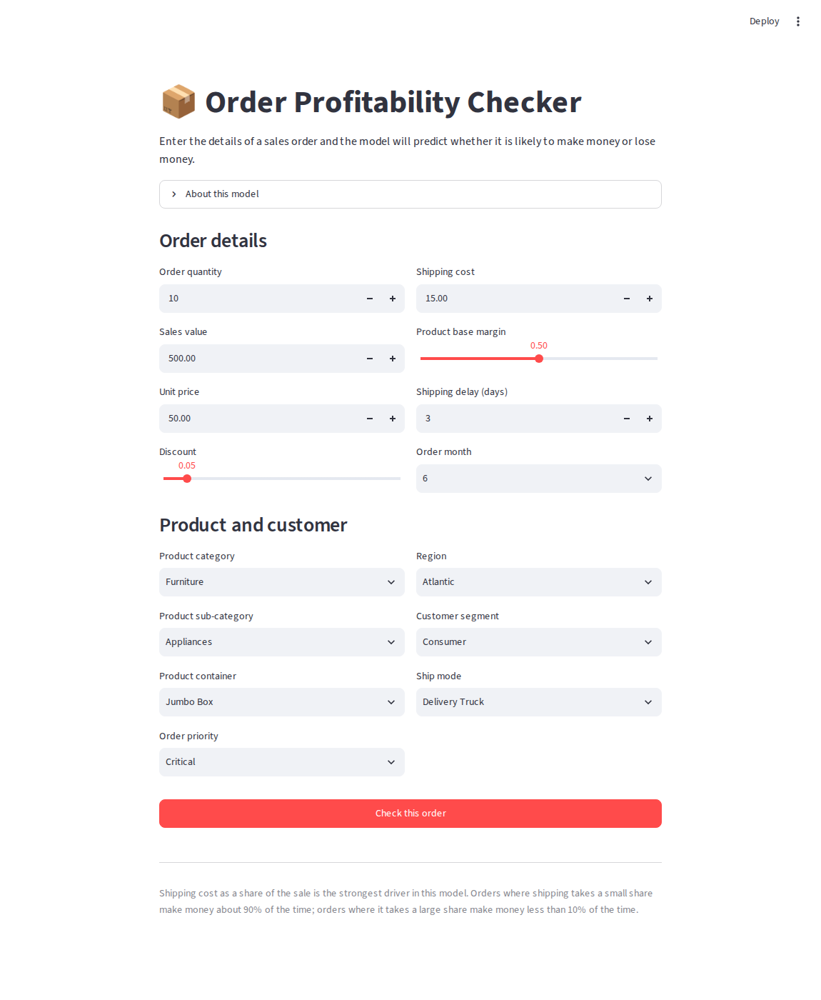 Deploy
Order Profitability Checker
Enter the details of a sales order and the model will predict whether it is likely to make money or lose
money.
About this model
Order details
Order quantity
10
Shipping cost
15.00
Sales value
500.00
Product base margin
0.50
Unit price
50.00
Shipping delay (days)
3
Discount
0.05
Order month
6
Product and customer
Product category
Furniture
Region
Atlantic
Product sub-category
Appliances
Customer segment
Consumer
Product container
Jumbo Box
Ship mode
Delivery Truck
Order priority
Critical
Check this order
Shipping cost as a share of the sale is the strongest driver in this model. Orders where shipping takes a small share
make money about 90% of the time; orders where it takes a large share make money less than 10% of the time.